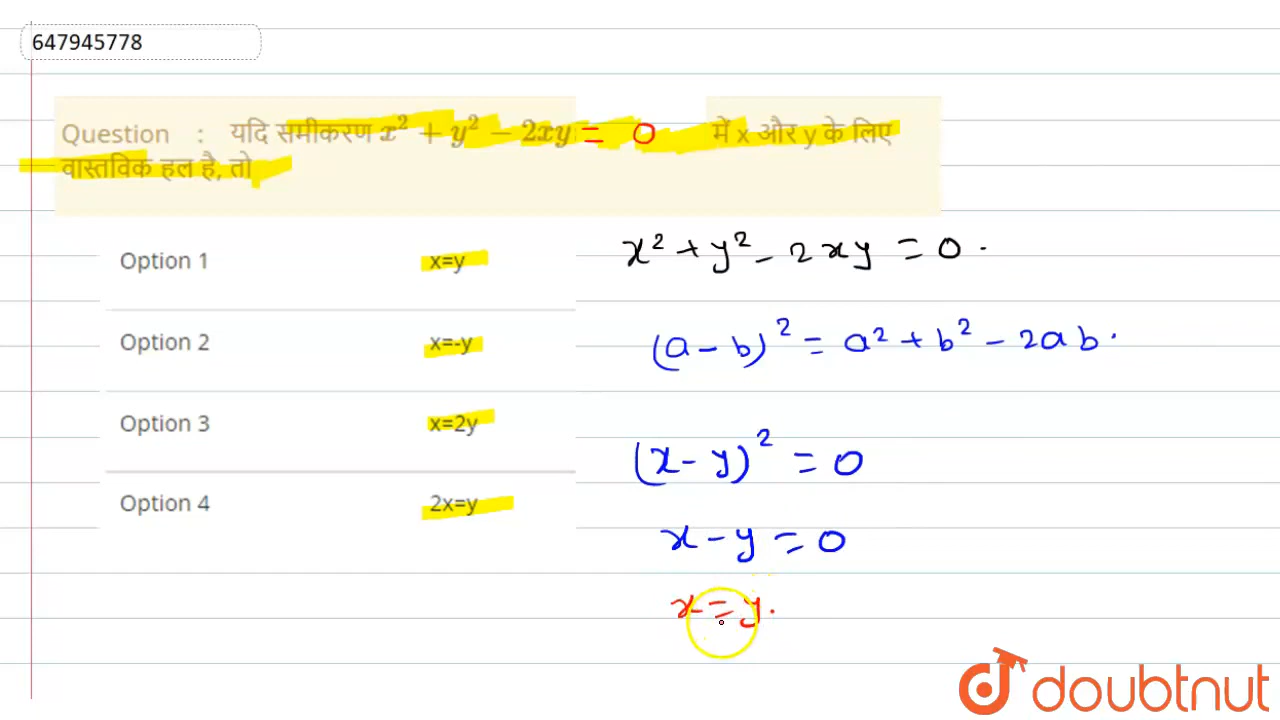 647945778
Question : यदि समीकरण x² + y² − 2xy = 0 में x और y के लिए
वास्तविक हल है, तो
Option 1 x=y
Option 2 x=-y
Option 3 x=2y
Option 4 2x=y
x² + y² − 2xy = 0.
(a − b)² = a² + b² − 2ab.
(x − y)² = 0
x − y = 0
x = y.
doubtnut